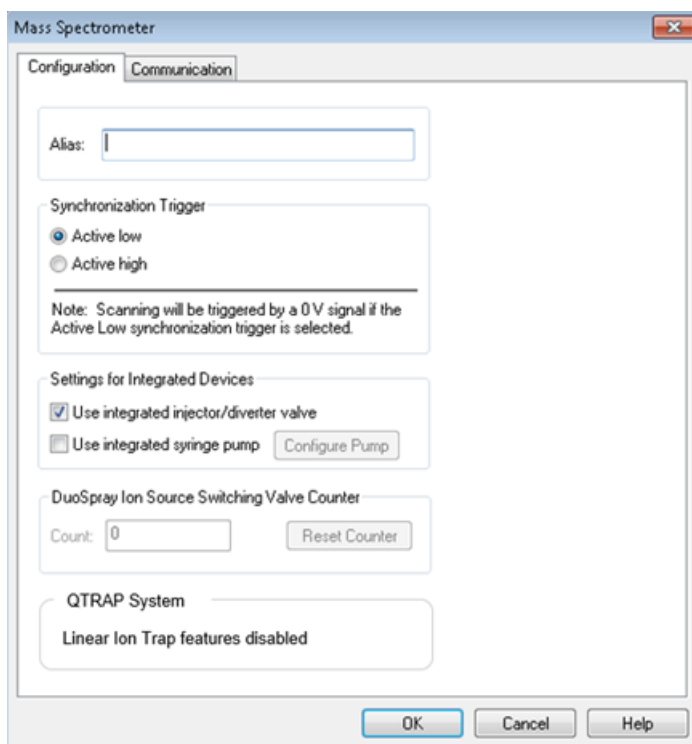 Mass Spectrometer
Configuration
Communication
Alias:
Synchronization Trigger
Active low
Active high
Note: Scanning will be triggered by a 0 V signal if the
Active Low synchronization trigger is selected.
Settings for Integrated Devices
Use integrated injector/diverter valve
Use integrated syringe pump
Configure Pump
DuoSpray Ion Source Switching Valve Counter
Count: 0
Reset Counter
QTRAP System
Linear Ion Trap features disabled
OK
Cancel
Help